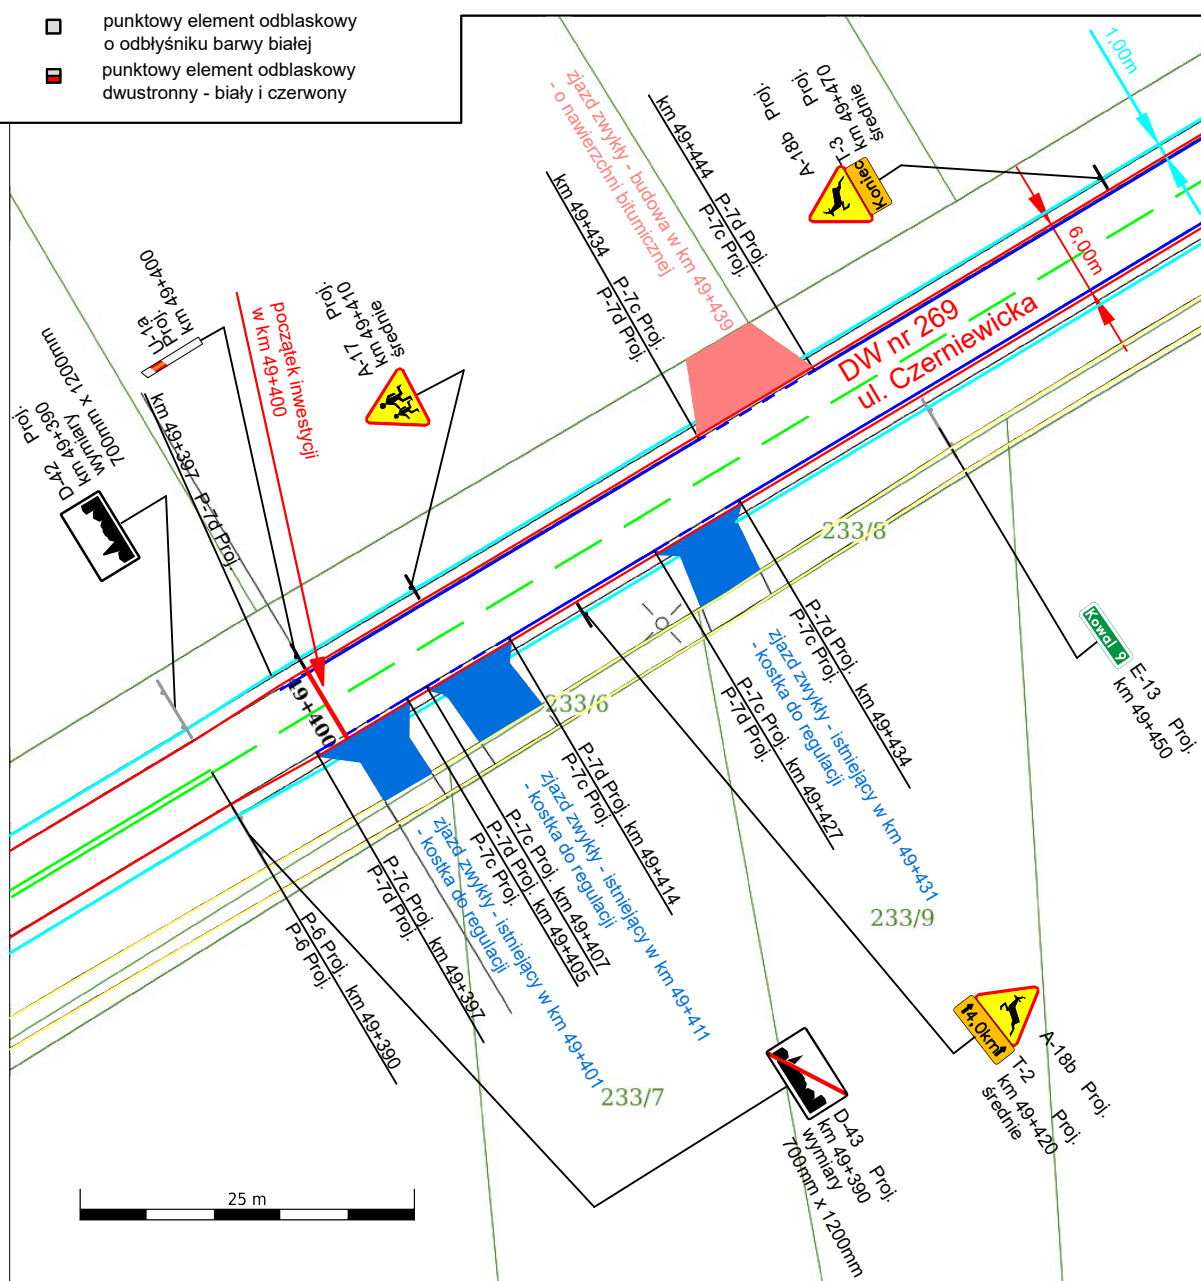 punktowy element odblaskowy
o odbłyśniku barwy białej
punktowy element odblaskowy
dwustronny - biały i czerwony
1,00m
A-18b Proj.
T-3 Proj.
km 49+470
średnie
Koniec
km 49+444
P-7d Proj.
P-7c Proj.
zjazd zwykły - budowa w km 49+439
- o nawierzchni bitumicznej
km 49+434
P-7c Proj.
P-7d Proj.
6,00m
DW nr 269
ul. Czerniewicka
U-1a
Proj.
km 49+400
początek inwestycji
w km 49+400
A-17 Proj.
km 49+410
średnie
D-42 Proj.
km 49+390
wymiary
700mm x 1200mm
km 49+397
P-7d Proj.
49+400
233/8
233/6
233/9
233/7
Kowal 9
E-13 Proj.
km 49+450
P-7d Proj. km 49+434
P-7c Proj.
zjazd zwykły - istniejący w km 49+431
- kostka do regulacji
P-7c Proj. km 49+427
P-7d Proj.
P-7d Proj. km 49+414
P-7c Proj.
zjazd zwykły - istniejący w km 49+411
- kostka do regulacji
P-7c Proj. km 49+407
P-7d Proj. km 49+405
P-7c Proj.
zjazd zwykły - istniejący w km 49+401
- kostka do regulacji
P-7c Proj. km 49+397
P-7d Proj.
P-6 Proj. km 49+390
P-6 Proj.
4,0km
A-18b Proj.
T-2 Proj.
km 49+420
średnie
D-43 Proj.
km 49+390
wymiary
700mm x 1200mm
25 m